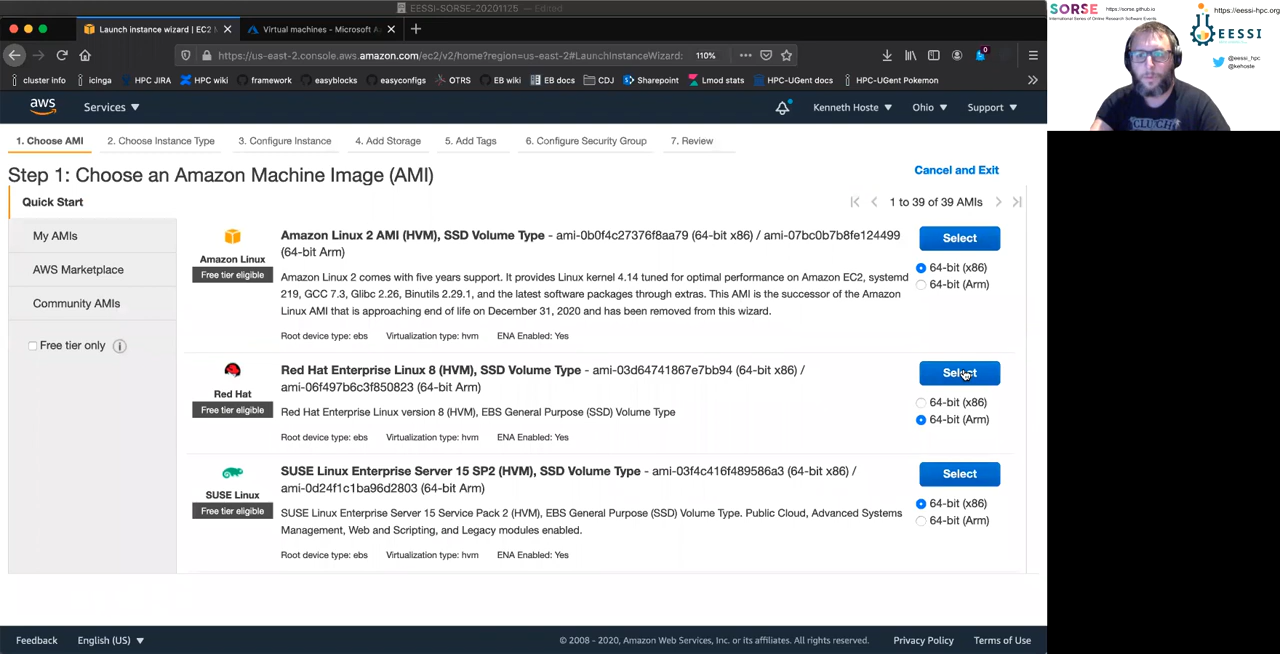 EESSI-SORSE-20201125 — Edited
Launch instance wizard | EC2 M
Virtual machines - Microsoft A
https://us-east-2.console.aws.amazon.com/ec2/v2/home?region=us-east-2#LaunchInstanceWizard:
110%
0
cluster info
icinga
HPC JIRA
HPC wiki
framework
easyblocks
easyconfigs
OTRS
EB wiki
EB docs
CDJ
Sharepoint
Lmod stats
HPC-UGent docs
HPC-UGent Pokemon
SORSE
https://sorse.github.io
International Series of Online Research Software Events
https://eessi-hpc.org
EESSI
@eessi_hpc
@kehoste
aws
Services
Kenneth Hoste
Ohio
Support
1. Choose AMI
2. Choose Instance Type
3. Configure Instance
4. Add Storage
5. Add Tags
6. Configure Security Group
7. Review
Step 1: Choose an Amazon Machine Image (AMI)
Cancel and Exit
Quick Start
1 to 39 of 39 AMIs
My AMIs
AWS Marketplace
Community AMIs
Free tier only
Amazon Linux
Free tier eligible
Amazon Linux 2 AMI (HVM), SSD Volume Type - ami-0b0f4c27376f8aa79 (64-bit x86) / ami-07bc0b7b8fe124499
(64-bit Arm)
Amazon Linux 2 comes with five years support. It provides Linux kernel 4.14 tuned for optimal performance on Amazon EC2, systemd
219, GCC 7.3, Glibc 2.26, Binutils 2.29.1, and the latest software packages through extras. This AMI is the successor of the Amazon
Linux AMI that is approaching end of life on December 31, 2020 and has been removed from this wizard.
Root device type: ebs Virtualization type: hvm ENA Enabled: Yes
Select
64-bit (x86)
64-bit (Arm)
Red Hat
Free tier eligible
Red Hat Enterprise Linux 8 (HVM), SSD Volume Type - ami-03d64741867e7bb94 (64-bit x86) /
ami-06f497b6c3f850823 (64-bit Arm)
Red Hat Enterprise Linux version 8 (HVM), EBS General Purpose (SSD) Volume Type
Root device type: ebs Virtualization type: hvm ENA Enabled: Yes
Select
64-bit (x86)
64-bit (Arm)
SUSE Linux
Free tier eligible
SUSE Linux Enterprise Server 15 SP2 (HVM), SSD Volume Type - ami-03f4c416f489586a3 (64-bit x86) /
ami-0d24f1c1ba96d2803 (64-bit Arm)
SUSE Linux Enterprise Server 15 Service Pack 2 (HVM), EBS General Purpose (SSD) Volume Type. Public Cloud, Advanced Systems
Management, Web and Scripting, and Legacy modules enabled.
Root device type: ebs Virtualization type: hvm ENA Enabled: Yes
Select
64-bit (x86)
64-bit (Arm)
Feedback
English (US)
© 2008 - 2020, Amazon Web Services, Inc. or its affiliates. All rights reserved.
Privacy Policy
Terms of Use